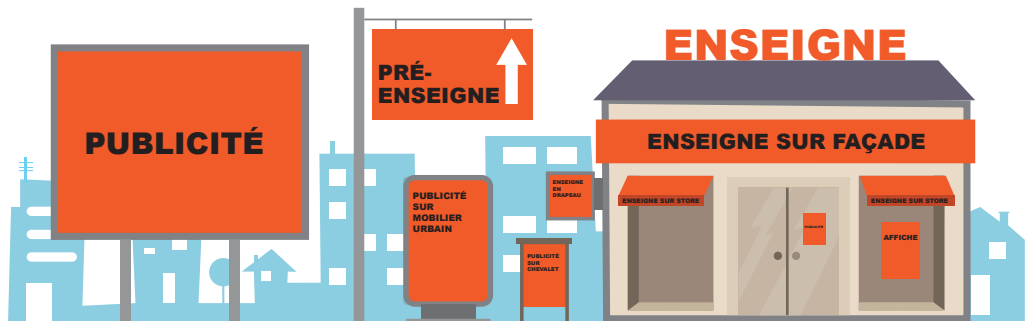 PUBLICITÉ
PRÉ-
ENSEIGNE
PUBLICITÉ
SUR
MOBILIER
URBAIN
ENSEIGNE
EN
DRAPEAU
PUBLICITÉ
SUR
CHEVALET
ENSEIGNE
ENSEIGNE SUR FAÇADE
ENSEIGNE SUR STORE
ENSEIGNE SUR STORE
PUBLICITÉ
AFFICHE